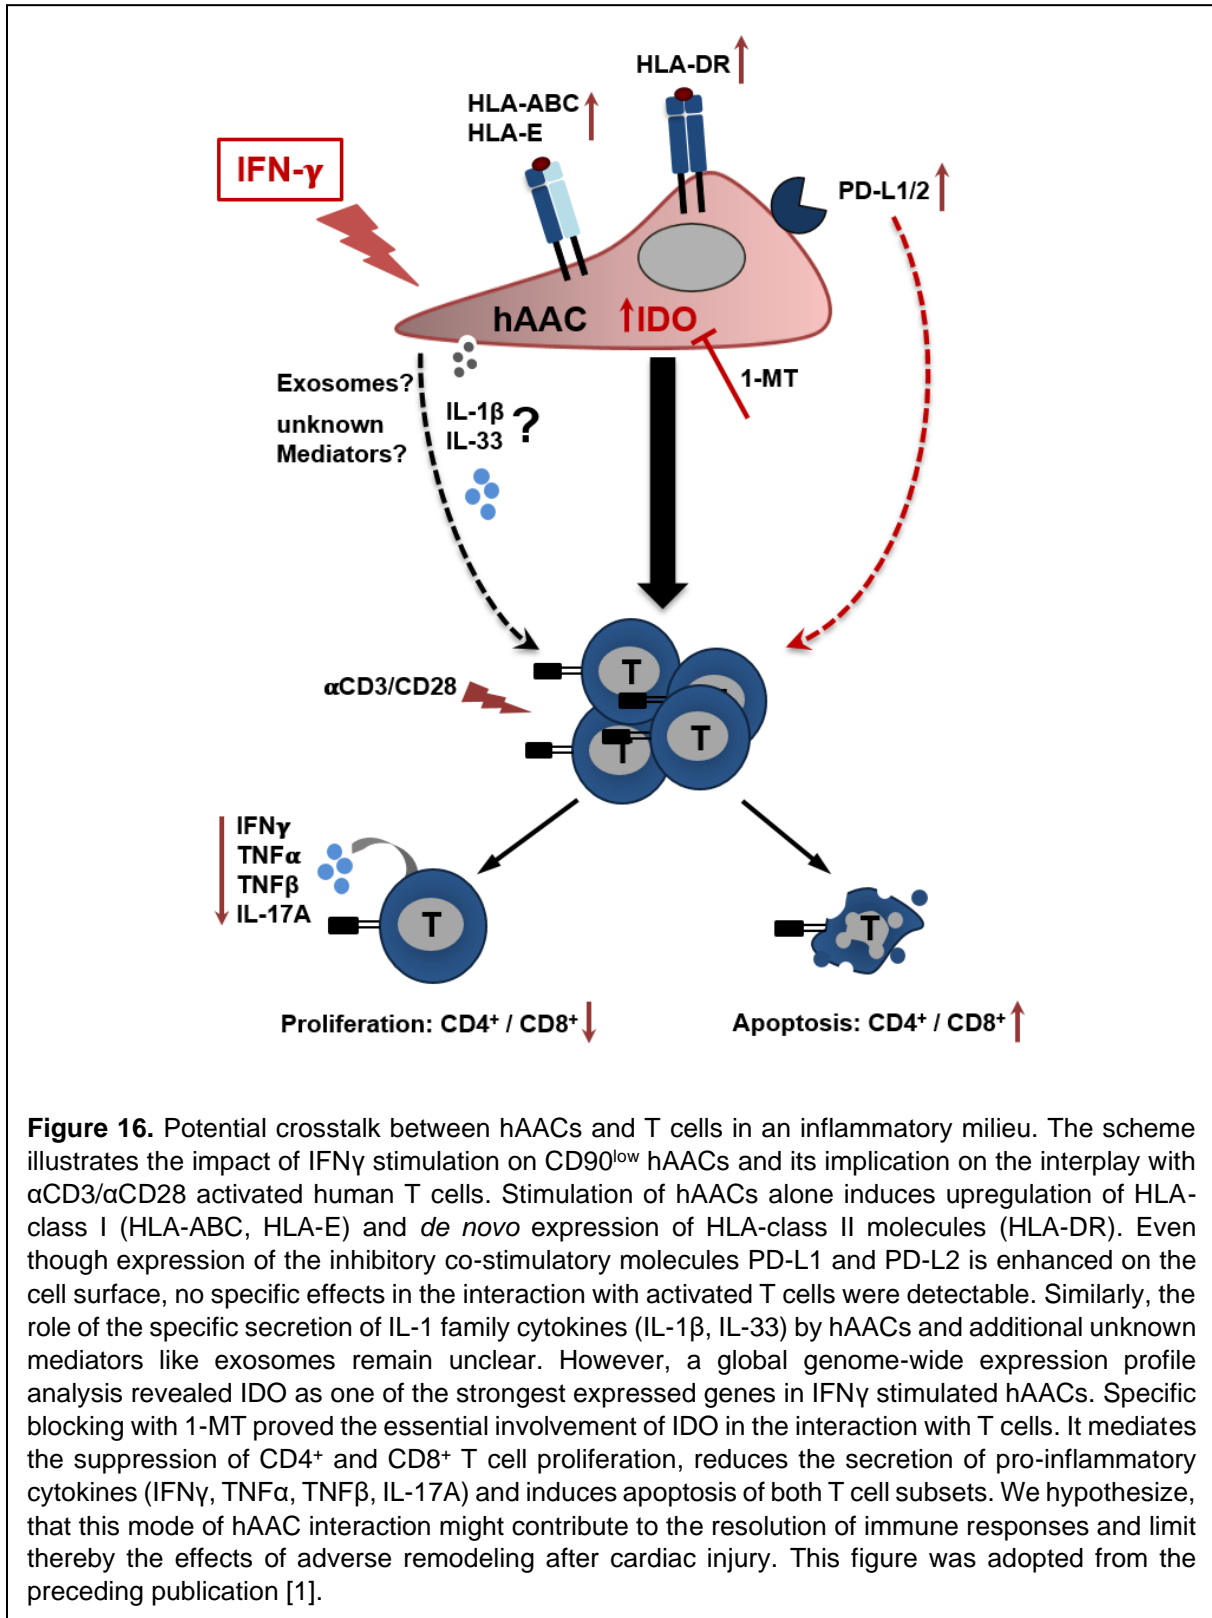 HLA-DR
HLA-ABC
HLA-E
IFN-γ
PD-L1/2
hAAC
IDO
1-MT
Exosomes?
unknown
Mediators?
IL-1β
IL-33
?
T
T
T
αCD3/CD28
IFNγ
TNFα
TNFβ
IL-17A
T
T
Proliferation: CD4⁺ / CD8⁺
Apoptosis: CD4⁺ / CD8⁺
Figure 16. Potential crosstalk between hAACs and T cells in an inflammatory milieu. The scheme
illustrates the impact of IFNγ stimulation on CD90ˡᵒʷ hAACs and its implication on the interplay with
αCD3/αCD28 activated human T cells. Stimulation of hAACs alone induces upregulation of HLA-
class I (HLA-ABC, HLA-E) and de novo expression of HLA-class II molecules (HLA-DR). Even
though expression of the inhibitory co-stimulatory molecules PD-L1 and PD-L2 is enhanced on the
cell surface, no specific effects in the interaction with activated T cells were detectable. Similarly, the
role of the specific secretion of IL-1 family cytokines (IL-1β, IL-33) by hAACs and additional unknown
mediators like exosomes remain unclear. However, a global genome-wide expression profile
analysis revealed IDO as one of the strongest expressed genes in IFNγ stimulated hAACs. Specific
blocking with 1-MT proved the essential involvement of IDO in the interaction with T cells. It mediates
the suppression of CD4⁺ and CD8⁺ T cell proliferation, reduces the secretion of pro-inflammatory
cytokines (IFNγ, TNFα, TNFβ, IL-17A) and induces apoptosis of both T cell subsets. We hypothesize,
that this mode of hAAC interaction might contribute to the resolution of immune responses and limit
thereby the effects of adverse remodeling after cardiac injury. This figure was adopted from the
preceding publication [1].